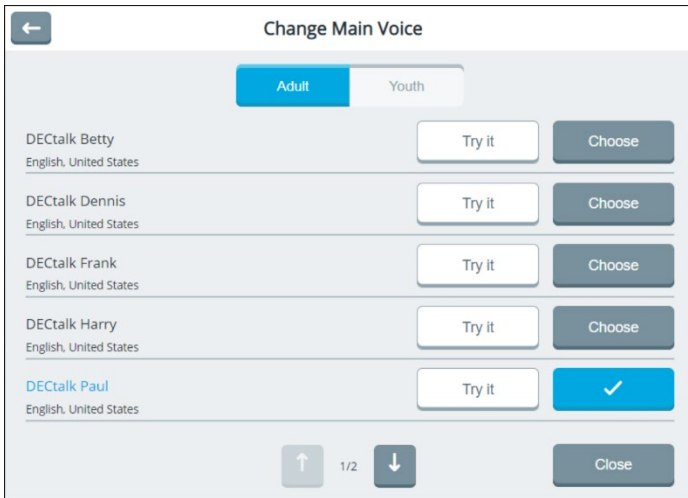 Change Main Voice
Adult Youth
DECtalk Betty Try it Choose
English, United States
DECtalk Dennis Try it Choose
English, United States
DECtalk Frank Try it Choose
English, United States
DECtalk Harry Try it Choose
English, United States
DECtalk Paul Try it
English, United States
1/2 Close